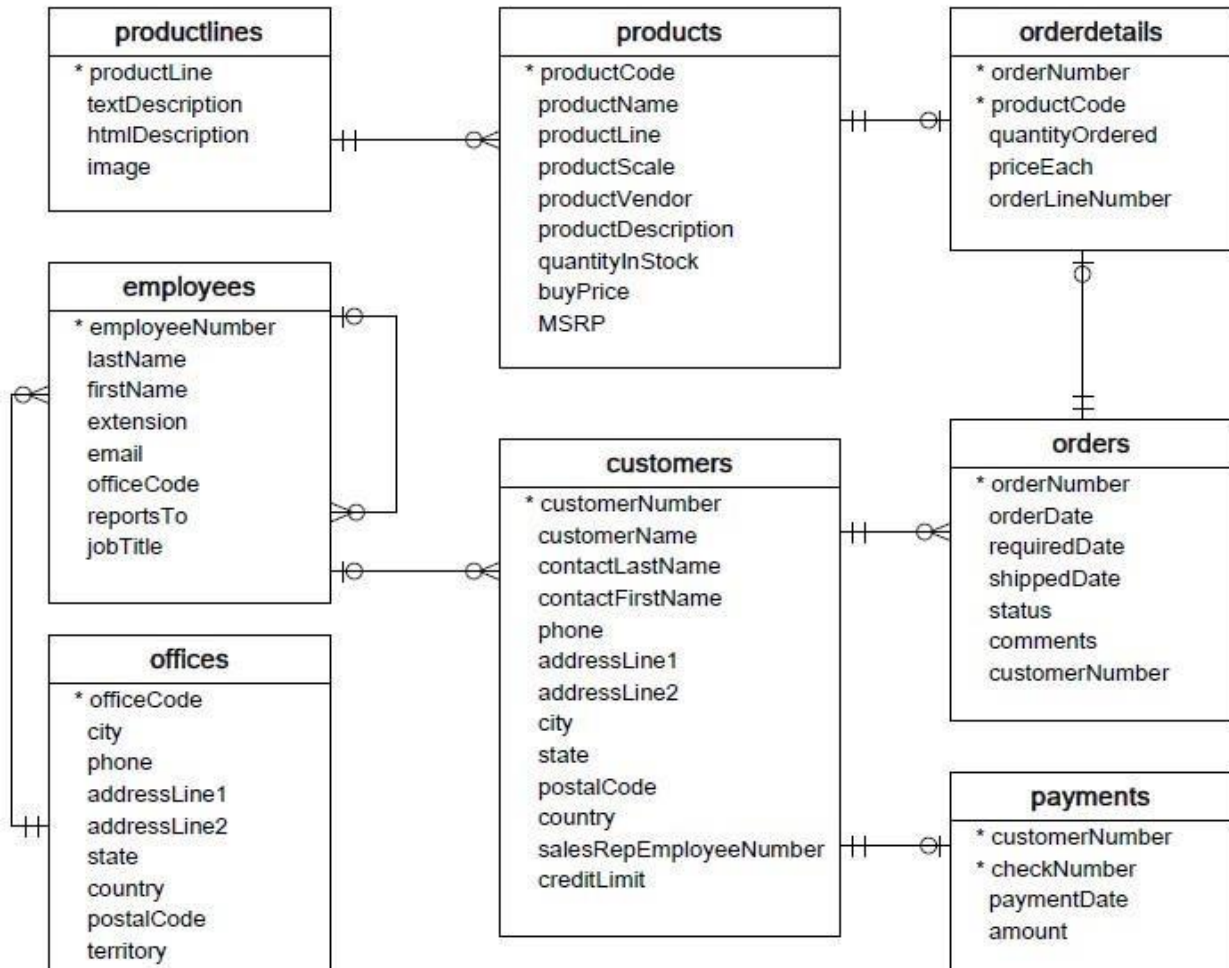 productlines
* productLine
textDescription
htmlDescription
image
products
* productCode
productName
productLine
productScale
productVendor
productDescription
quantityInStock
buyPrice
MSRP
orderdetails
* orderNumber
* productCode
quantityOrdered
priceEach
orderLineNumber
employees
* employeeNumber
lastName
firstName
extension
email
officeCode
reportsTo
jobTitle
customers
* customerNumber
customerName
contactLastName
contactFirstName
phone
addressLine1
addressLine2
city
state
postalCode
country
salesRepEmployeeNumber
creditLimit
orders
* orderNumber
orderDate
requiredDate
shippedDate
status
comments
customerNumber
offices
* officeCode
city
phone
addressLine1
addressLine2
state
country
postalCode
territory
payments
* customerNumber
* checkNumber
paymentDate
amount